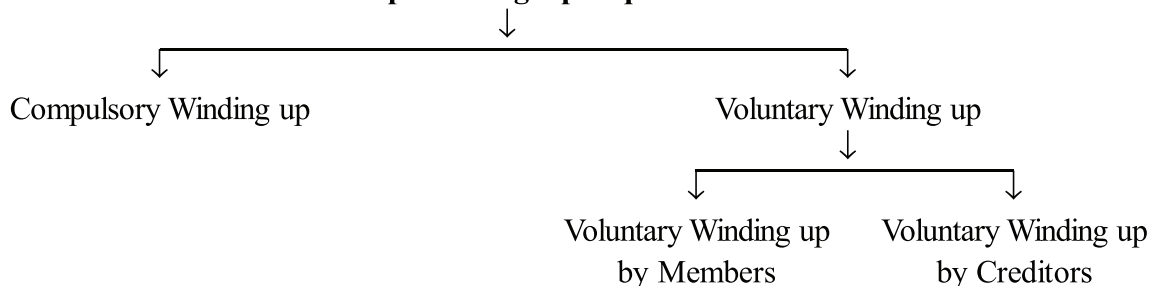 Compulsory Winding up
Voluntary Winding up
Voluntary Winding up
by Members
Voluntary Winding up
by Creditors